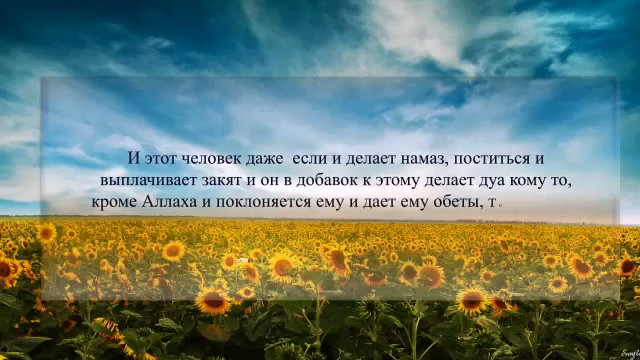 И этот человек даже если и делает намаз, поститься и
выплачивает закят и он в добавок к этому делает дуа кому то,
кроме Аллаха и поклоняется ему и дает ему обеты, т